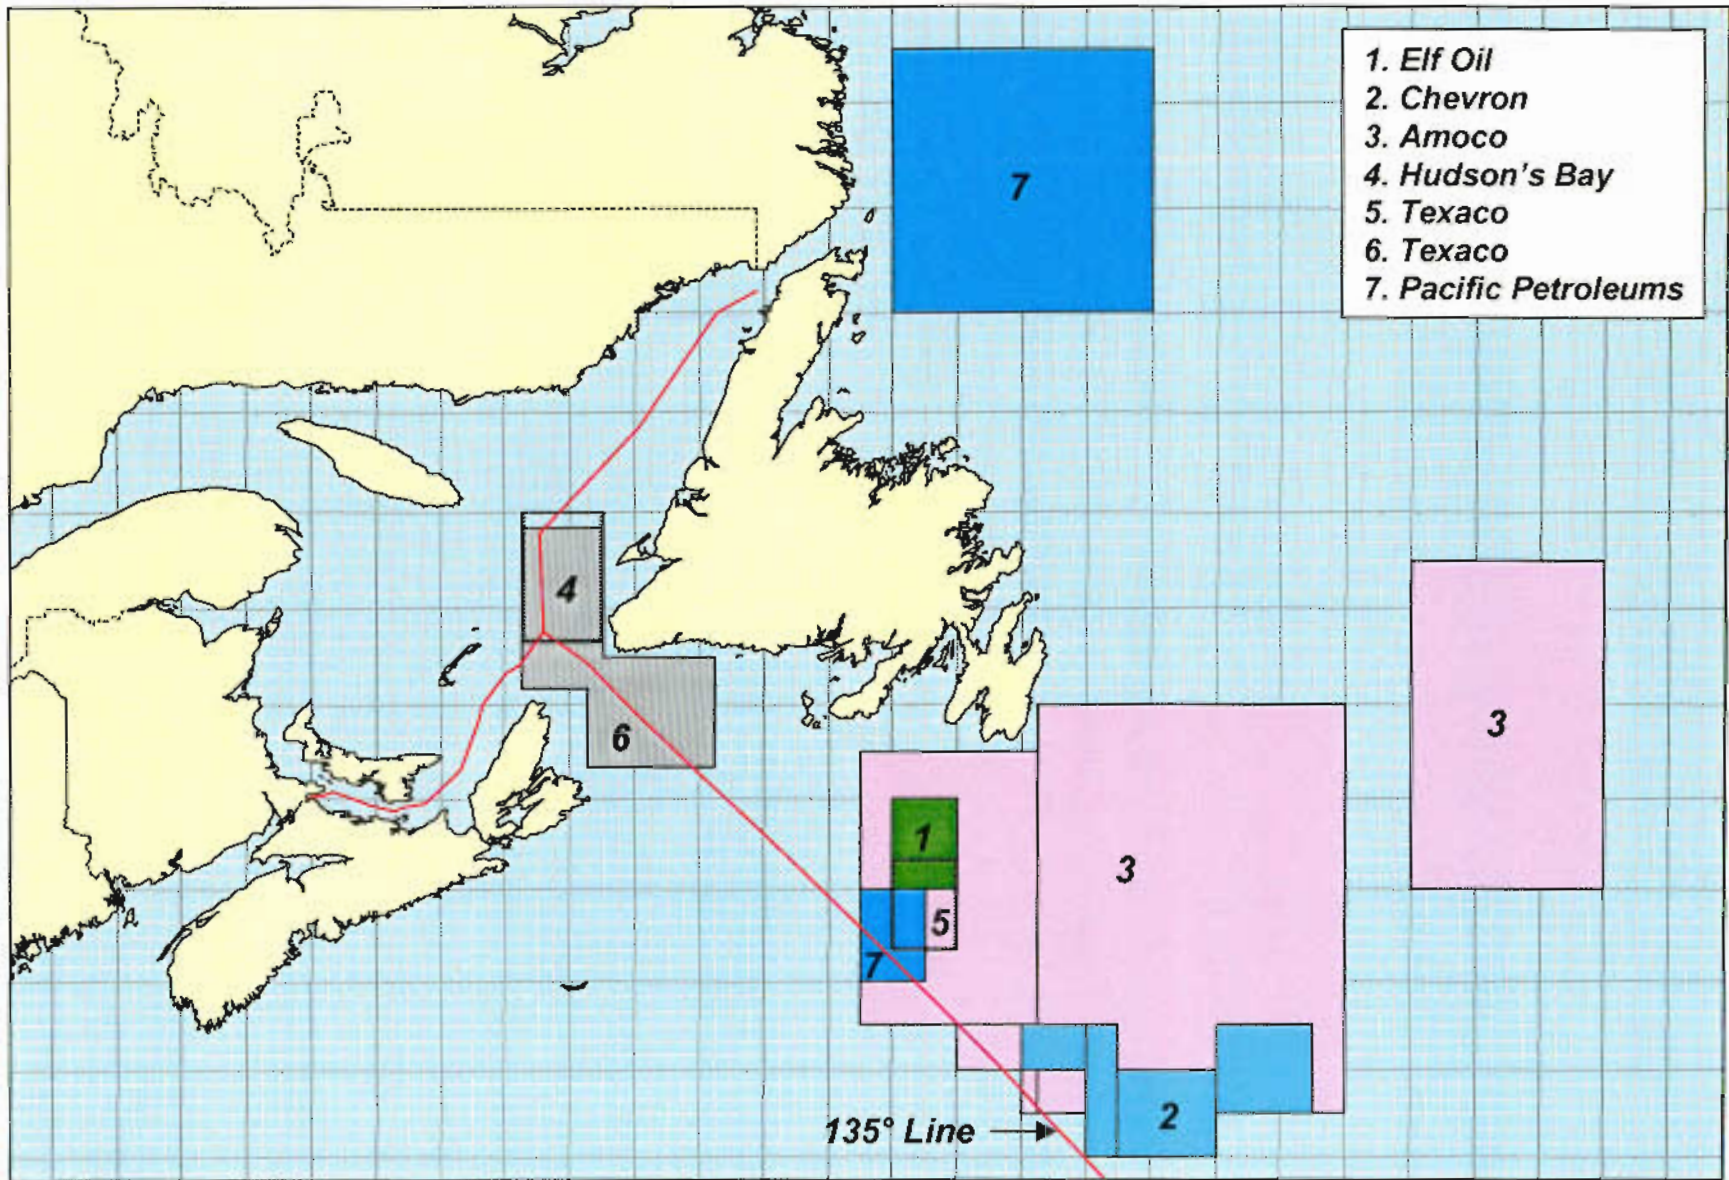 1. Elf Oil
2. Chevron
3. Amoco
4. Hudson's Bay
5. Texaco
6. Texaco
7. Pacific Petroleums
7
4
3
6
1
3
5
7
2
135° Line